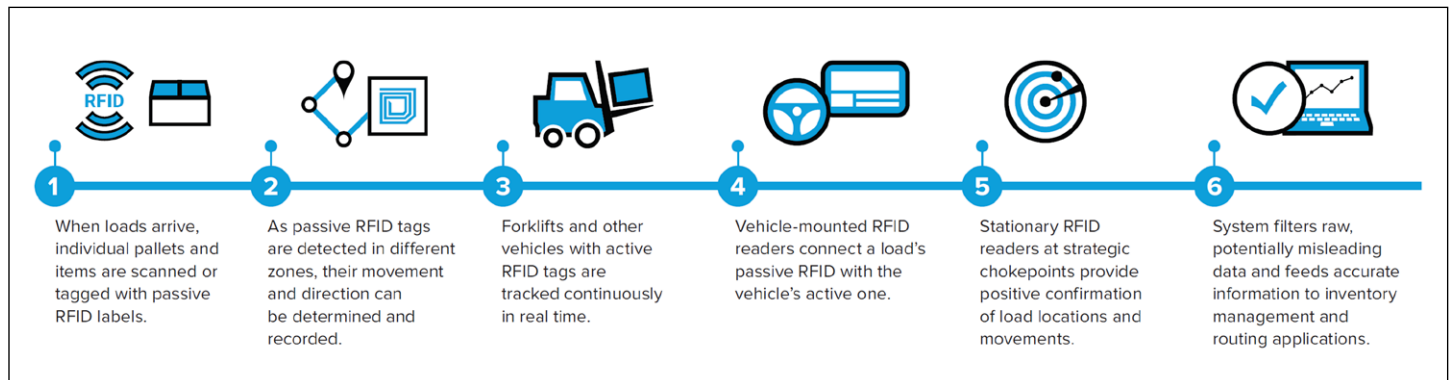 RFID
1
When loads arrive,
individual pallets and
items are scanned or
tagged with passive
RFID labels.
2
As passive RFID tags
are detected in different
zones, their movement
and direction can
be determined and
recorded.
3
Forklifts and other
vehicles with active
RFID tags are
tracked continuously
in real time.
4
Vehicle-mounted RFID
readers connect a load's
passive RFID with the
vehicle's active one.
5
Stationary RFID
readers at strategic
chokepoints provide
positive confirmation
of load locations and
movements.
6
System filters raw,
potentially misleading
data and feeds accurate
information to inventory
management and
routing applications.